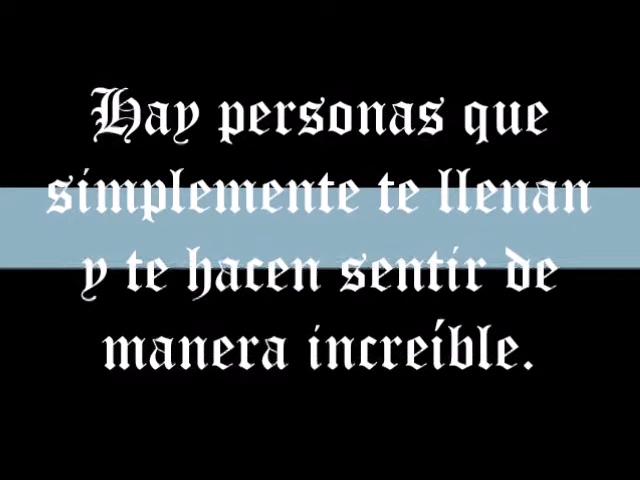 Hay personas que
simplemente te llenan
y te hacen sentir de
manera increíble.